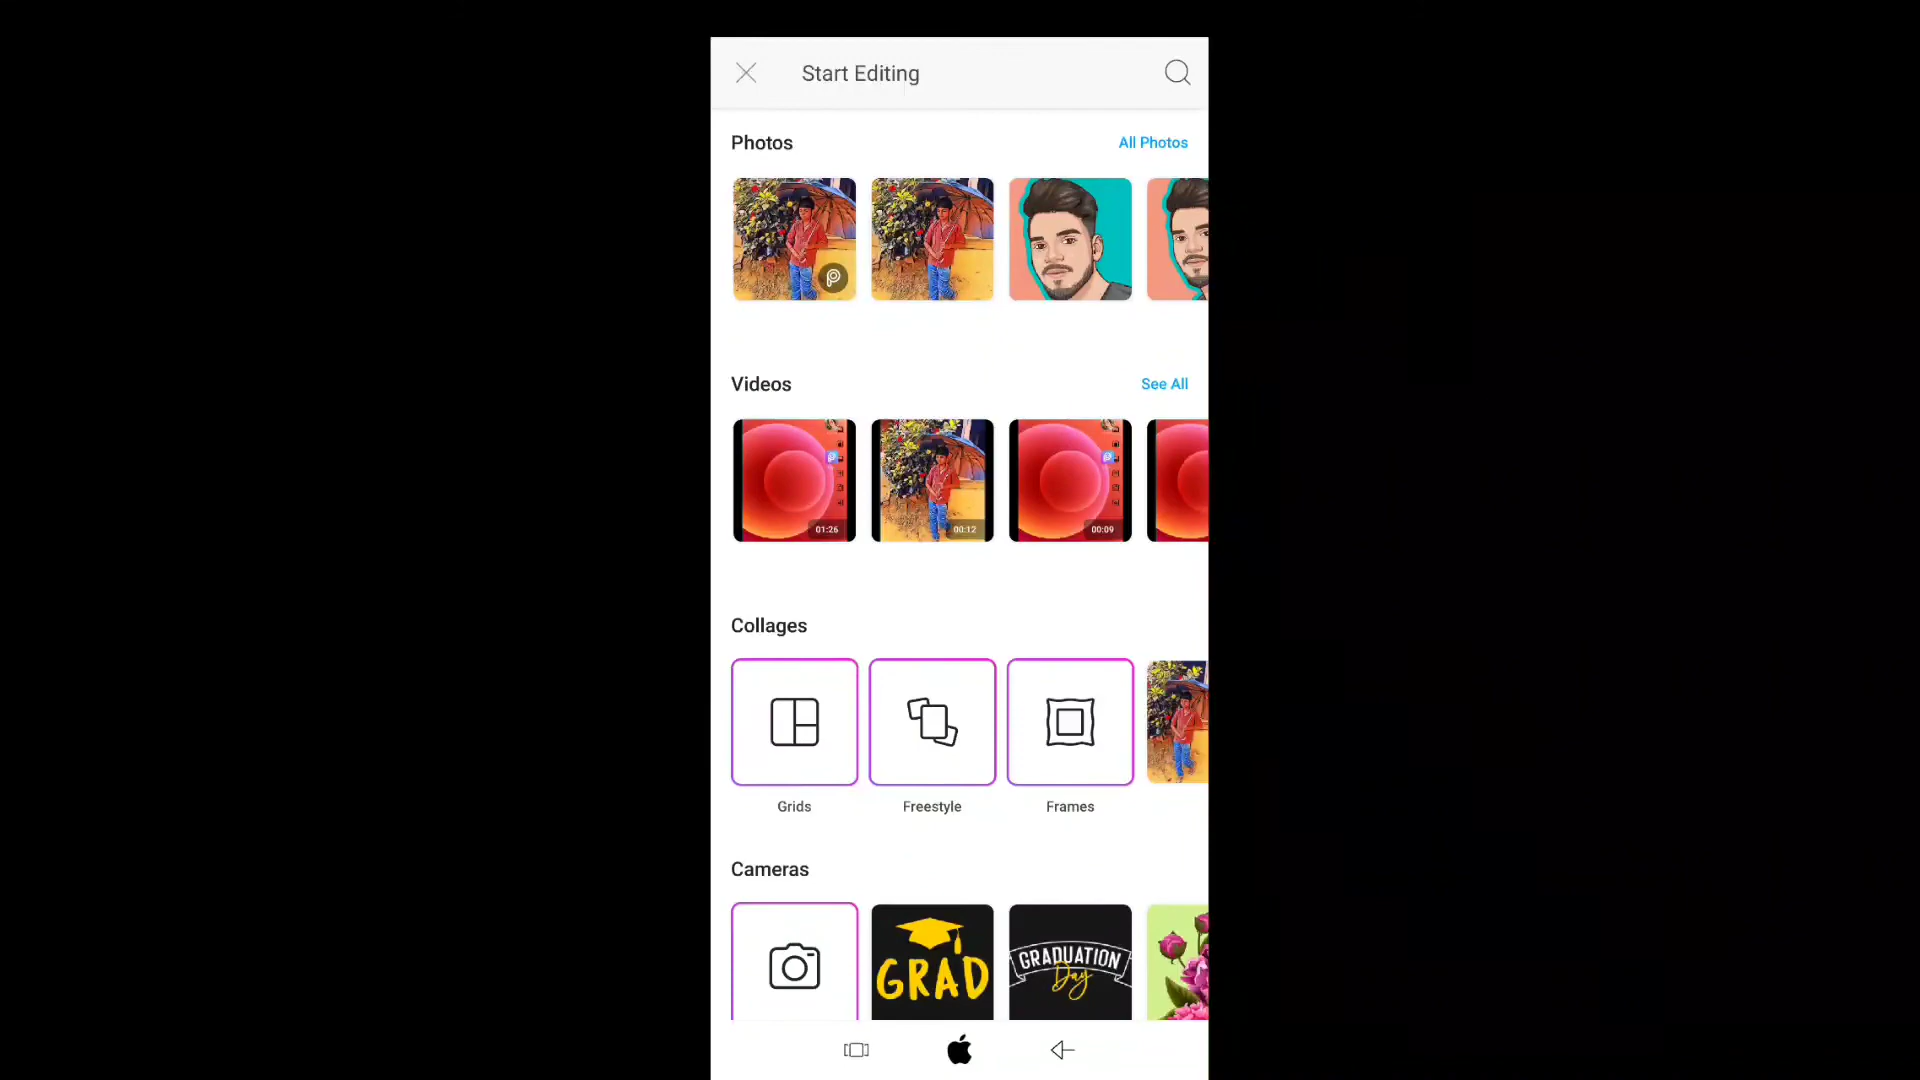 Start Editing
Photos
All Photos
Videos
See All
01:26
00:12
00:09
Collages
Grids
Freestyle
Frames
Cameras
GRAD
GRADUATION
Day